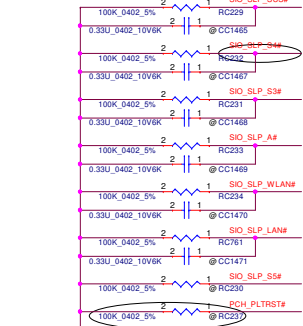 SIO_SLP_SUS#
2 1
100K_0402_5% RC229
2 1
0.33U_0402_10V6K @ CC1465
SIO_SLP_S4#
2 1
100K_0402_5% RC232
2 1
0.33U_0402_10V6K @ CC1467
SIO_SLP_S3#
2 1
100K_0402_5% RC231
2 1
0.33U_0402_10V6K @ CC1468
SIO_SLP_A#
2 1
100K_0402_5% RC233
2 1
0.33U_0402_10V6K @ CC1469
SIO_SLP_WLAN#
2 1
100K_0402_5% RC234
2 1
0.33U_0402_10V6K @ CC1470
SIO_SLP_LAN#
2 1
100K_0402_5% RC761
2 1
0.33U_0402_10V6K @ CC1471
SIO_SLP_S5#
2 1
100K_0402_5% @ RC230
PCH_PLTRST#
2 1
100K_0402_5% @ RC237